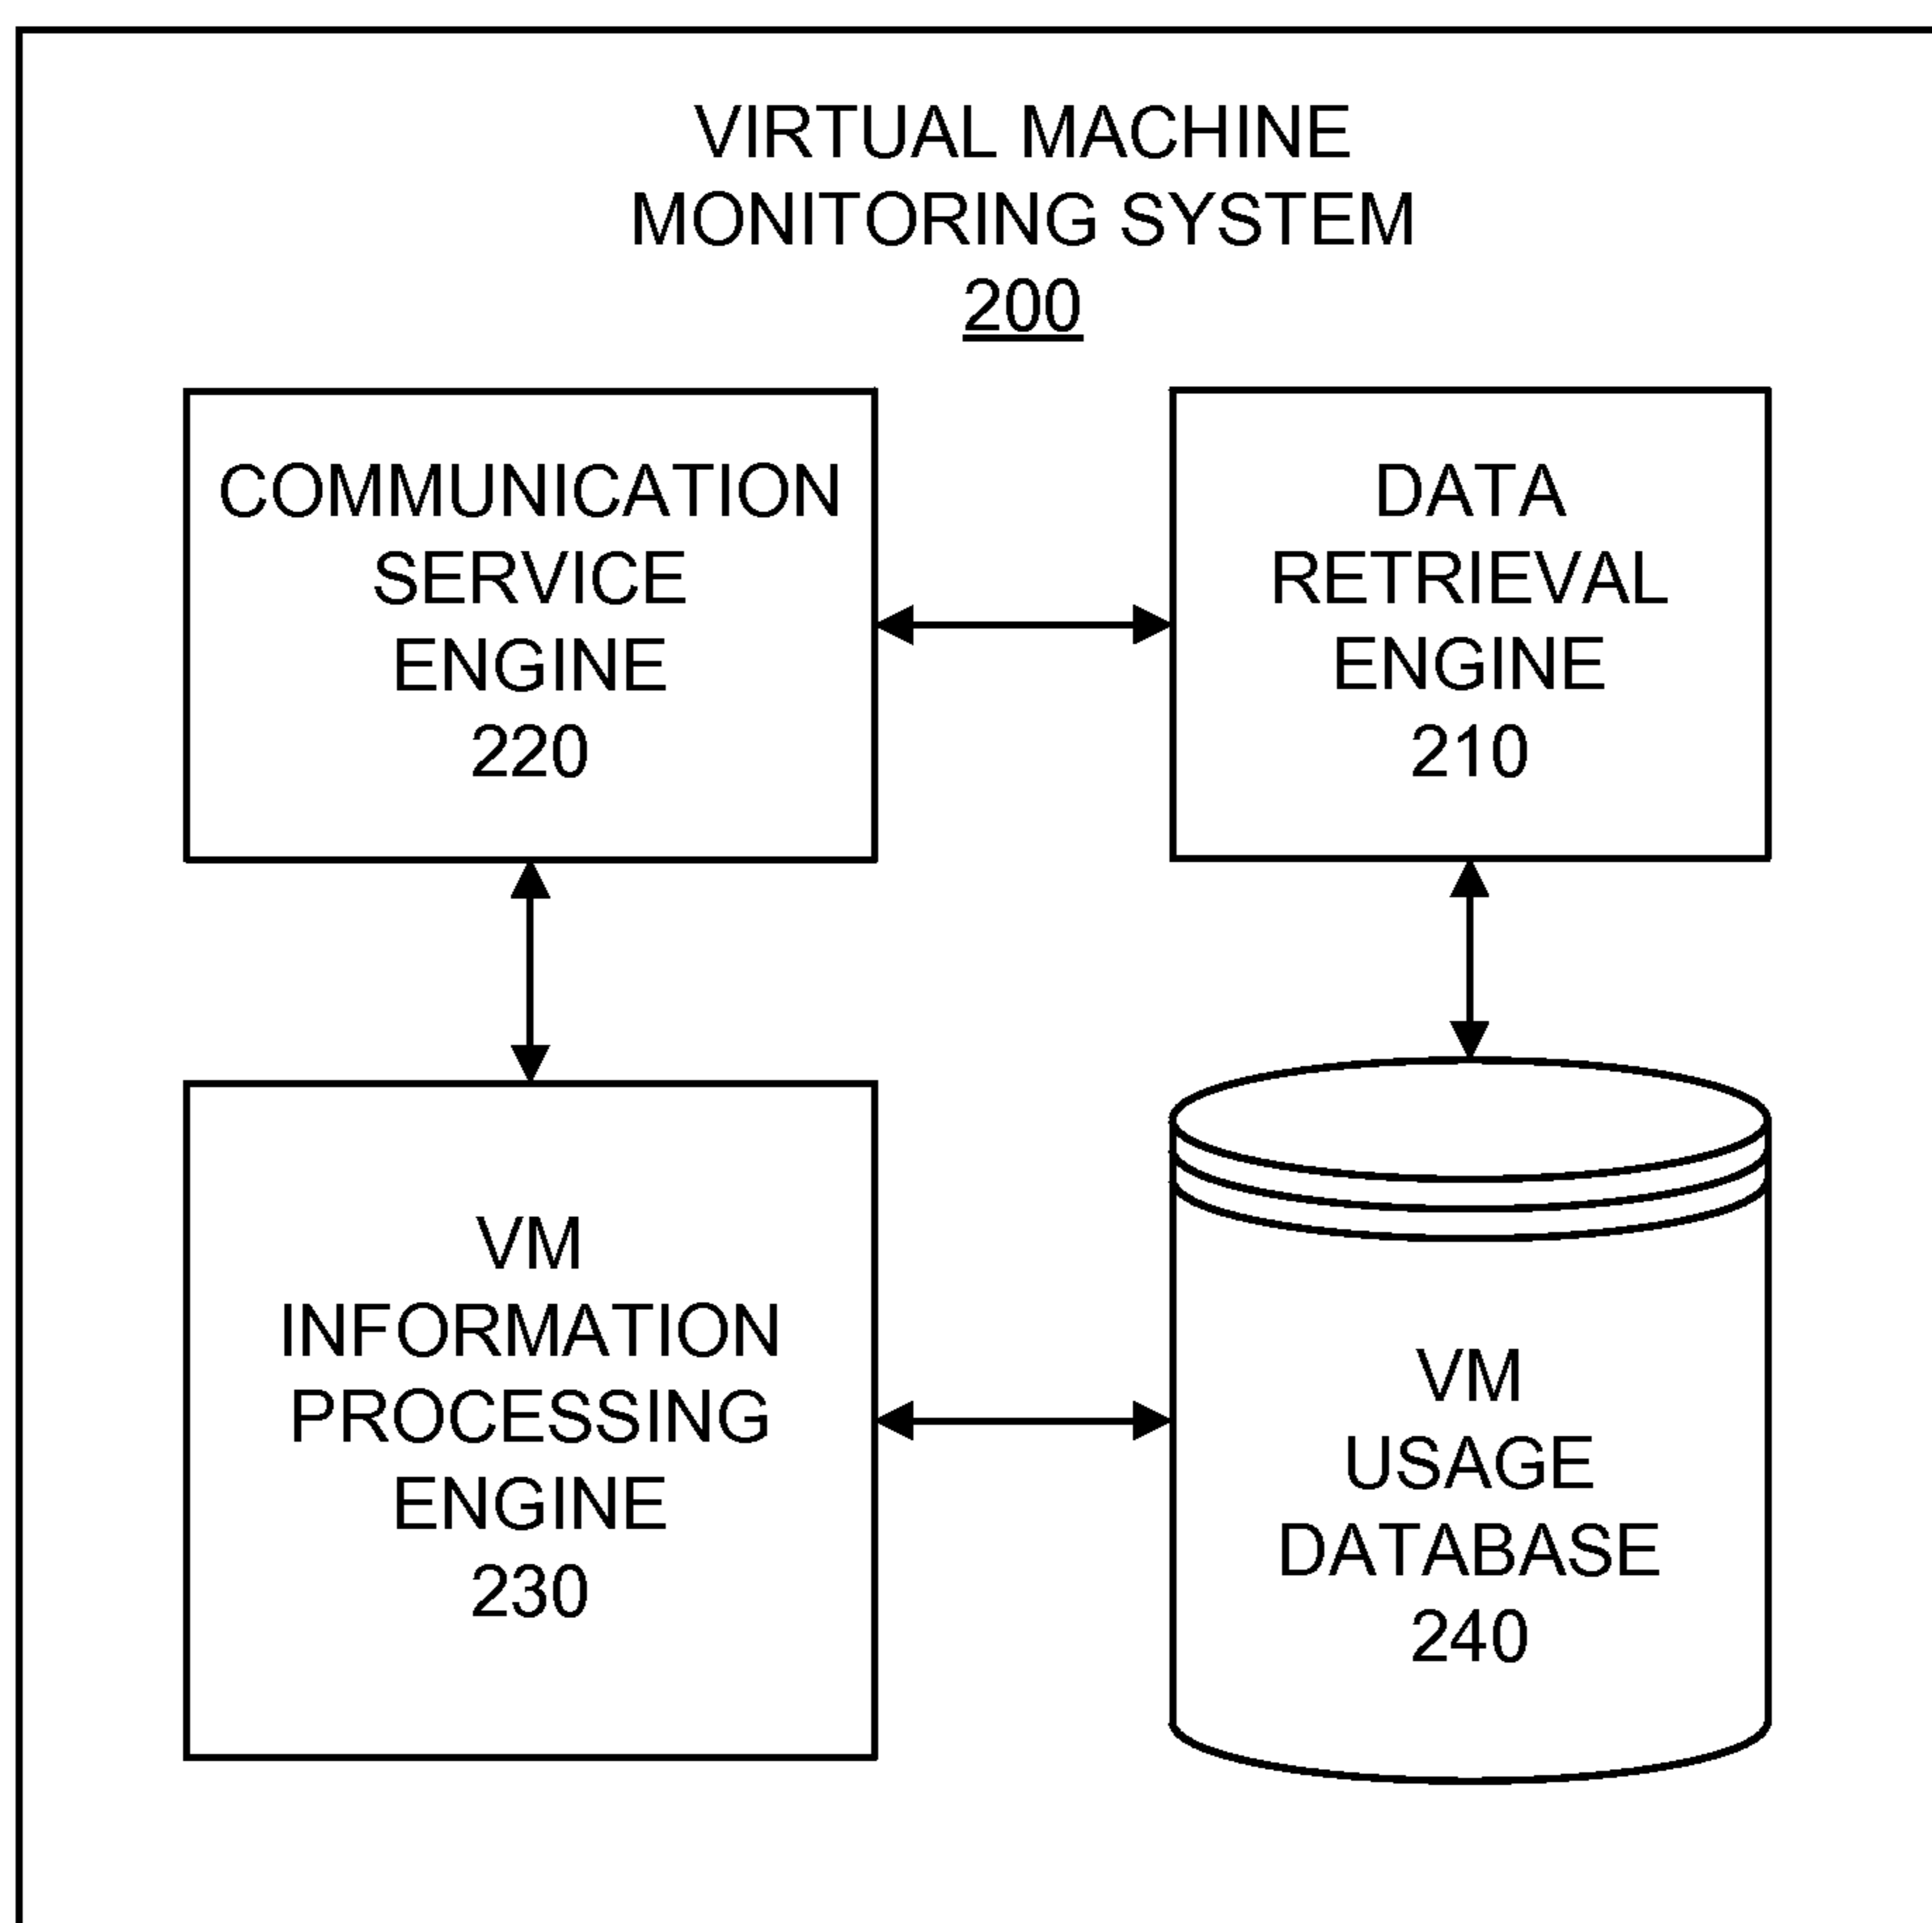 VIRTUAL MACHINE
MONITORING SYSTEM
200
COMMUNICATION
SERVICE
ENGINE
220
DATA
RETRIEVAL
ENGINE
210
VM
INFORMATION
PROCESSING
ENGINE
230
VM
USAGE
DATABASE
240